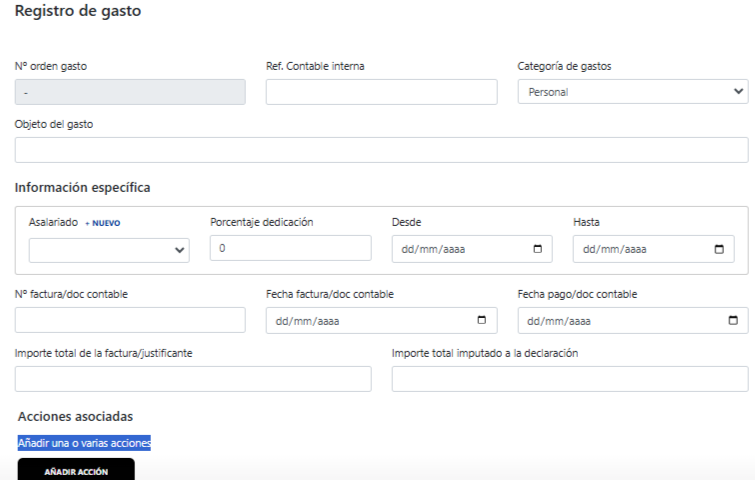 Registro de gasto
Nº orden gasto Ref. Contable interna Categoría de gastos
- Personal
Objeto del gasto
Información específica
Asalariado + NUEVO Porcentaje dedicación Desde Hasta
0 dd/mm/aaaa dd/mm/aaaa
Nº factura/doc contable Fecha factura/doc contable Fecha pago/doc contable
dd/mm/aaaa dd/mm/aaaa
Importe total de la factura/justificante Importe total imputado a la declaración
Acciones asociadas
Añadir una o varias acciones
AÑADIR ACCIÓN